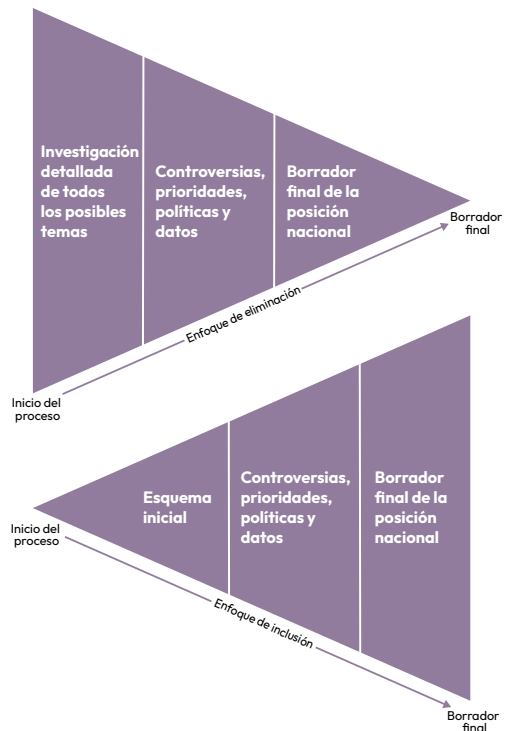 Investigación
detallada
de todos
los posibles
temas
Controversias,
prioridades,
políticas y
datos
Borrador
final de la
posición
nacional
Borrador
final
Enfoque de eliminación
Inicio del
proceso
Esquema
inicial
Controversias,
prioridades,
políticas y
datos
Borrador
final de la
posición
nacional
Inicio del
proceso
Enfoque de inclusión
Borrador
final